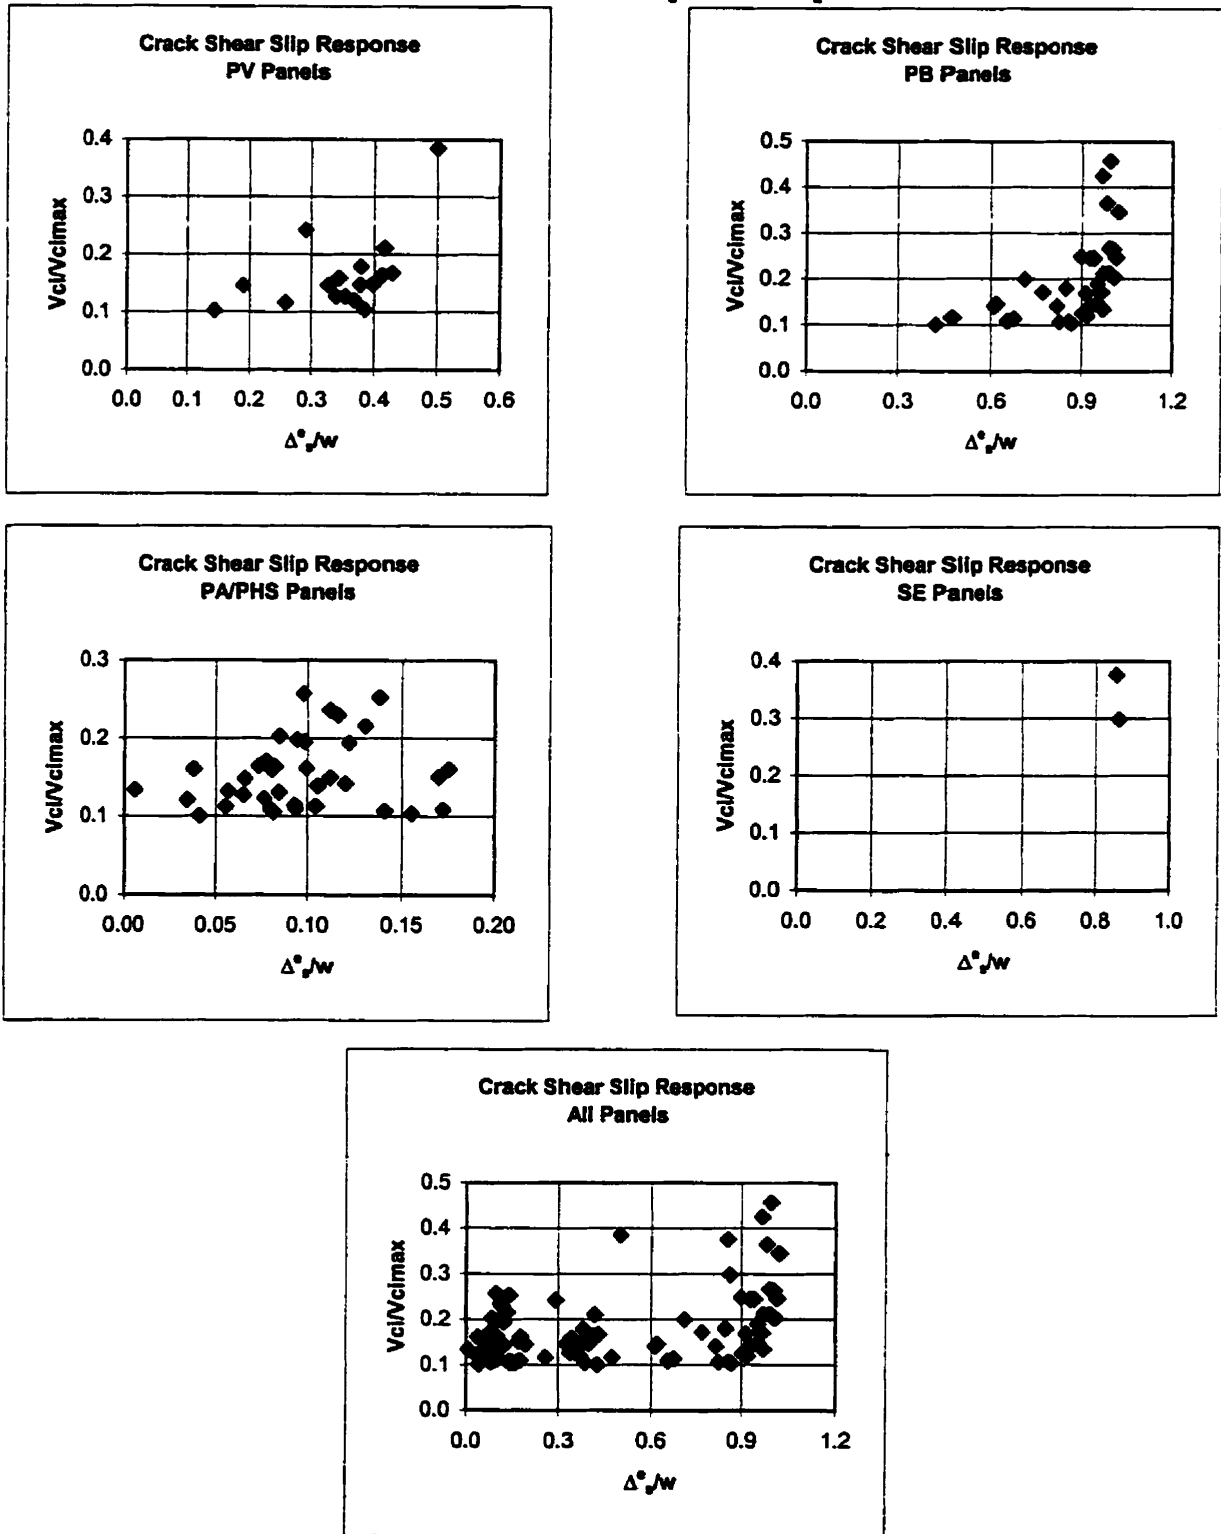 Crack Shear Slip Response
PV Panels
0.4
0.3
0.2
0.1
0.0
Vci/Vcimax
0.0 0.1 0.2 0.3 0.4 0.5 0.6
Δᵉₛ/w
Crack Shear Slip Response
PB Panels
0.5
0.4
0.3
0.2
0.1
0.0
Vci/Vcimax
0.0 0.3 0.6 0.9 1.2
Δᵉₛ/w
Crack Shear Slip Response
PA/PHS Panels
0.3
0.2
0.1
0.0
Vci/Vcimax
0.00 0.05 0.10 0.15 0.20
Δᵉₛ/w
Crack Shear Slip Response
SE Panels
0.4
0.3
0.2
0.1
0.0
Vci/Vcimax
0.0 0.2 0.4 0.6 0.8 1.0
Δᵉₛ/w
Crack Shear Slip Response
All Panels
0.5
0.4
0.3
0.2
0.1
0.0
Vci/Vcimax
0.0 0.3 0.6 0.9 1.2
Δᵉₛ/w